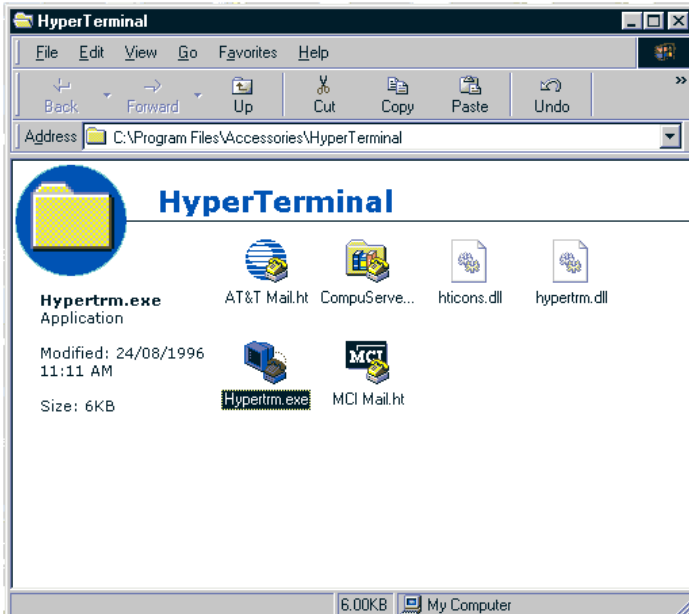 HyperTerminal
File Edit View Go Favorites Help
Back Forward Up Cut Copy Paste Undo »
Address C:\Program Files\Accessories\HyperTerminal
HyperTerminal
Hypertrm.exe
Application
Modified: 24/08/1996
11:11 AM
Size: 6KB
AT&T Mail.ht CompuServe... hticons.dll hypertrm.dll
MCI
Hypertrm.exe MCI Mail.ht
6.00KB My Computer